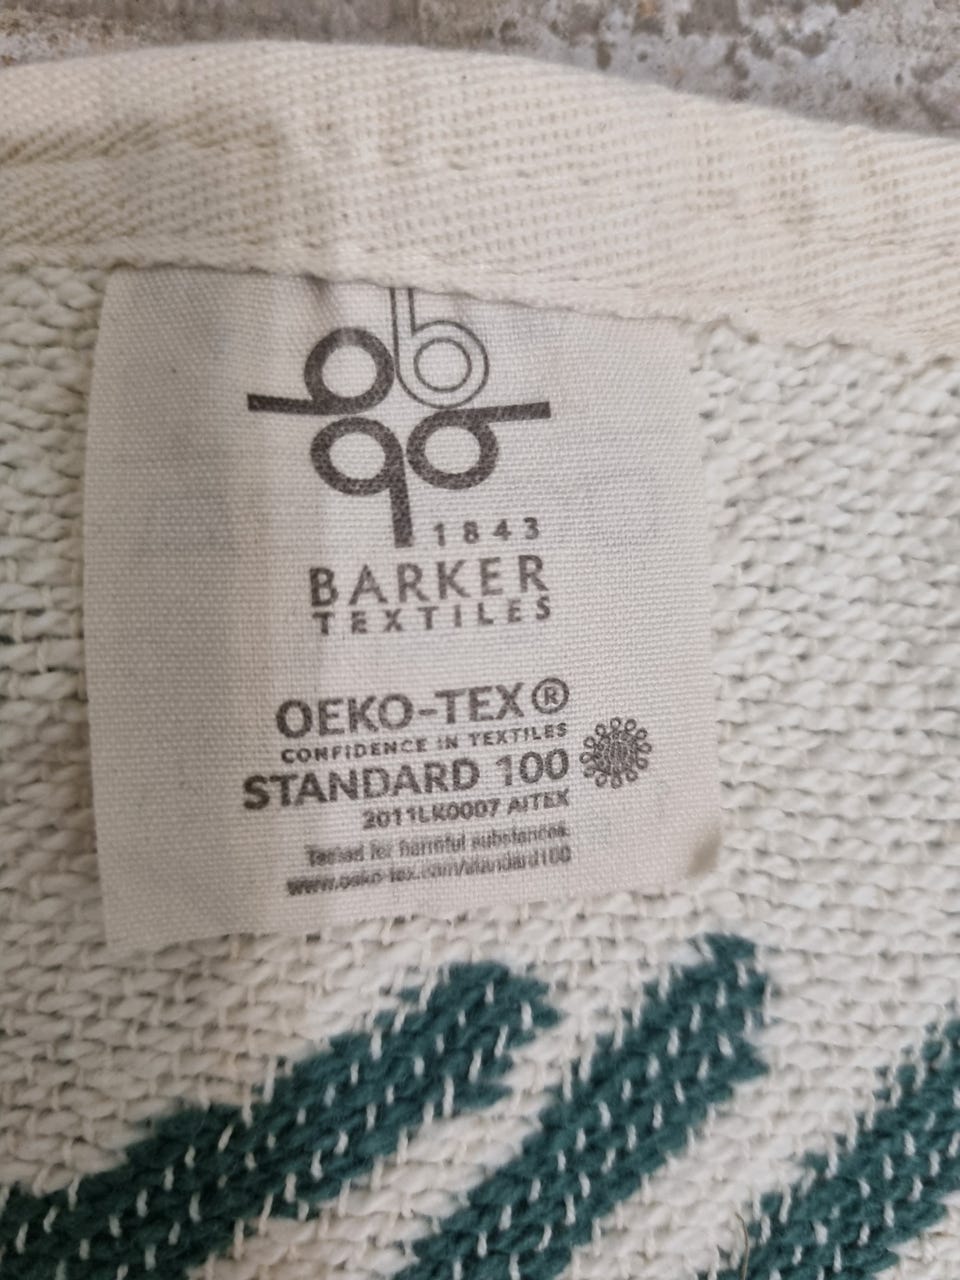 1843
BARKER
TEXTILES
OEKO-TEX®
CONFIDENCE IN TEXTILES
STANDARD 100
2011LK0007 AITEX
Tested for harmful substances.
www.oeko-tex.com/standard100